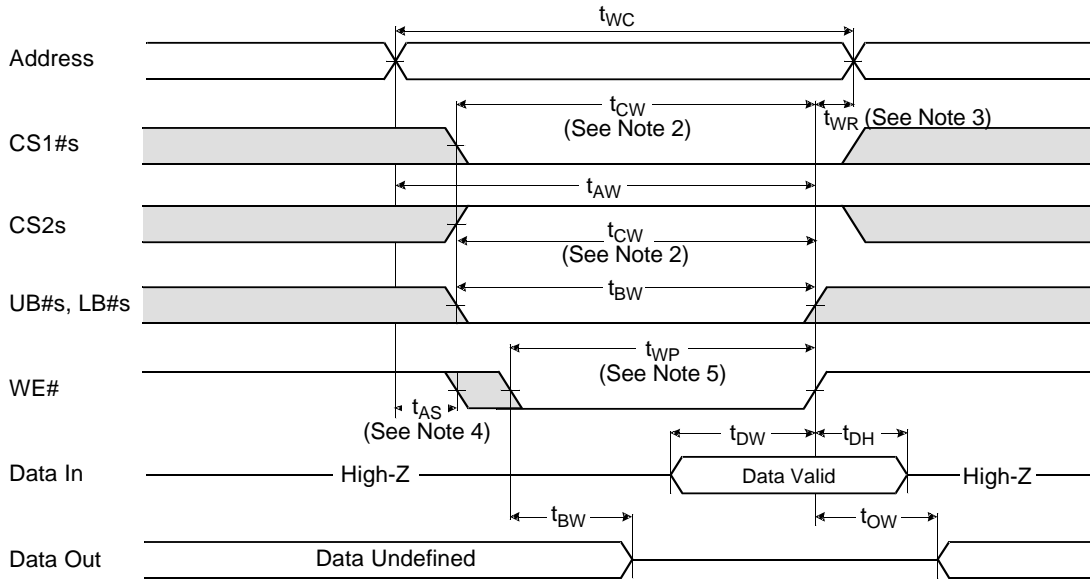 tWC
Address
tCW
(See Note 2)
tWR (See Note 3)
CS1#s
tAW
CS2s
tCW
(See Note 2)
UB#s, LB#s
tBW
tWP
(See Note 5)
WE#
tAS
(See Note 4)
tDW
tDH
Data In
High-Z
Data Valid
High-Z
tBW
tOW
Data Out
Data Undefined